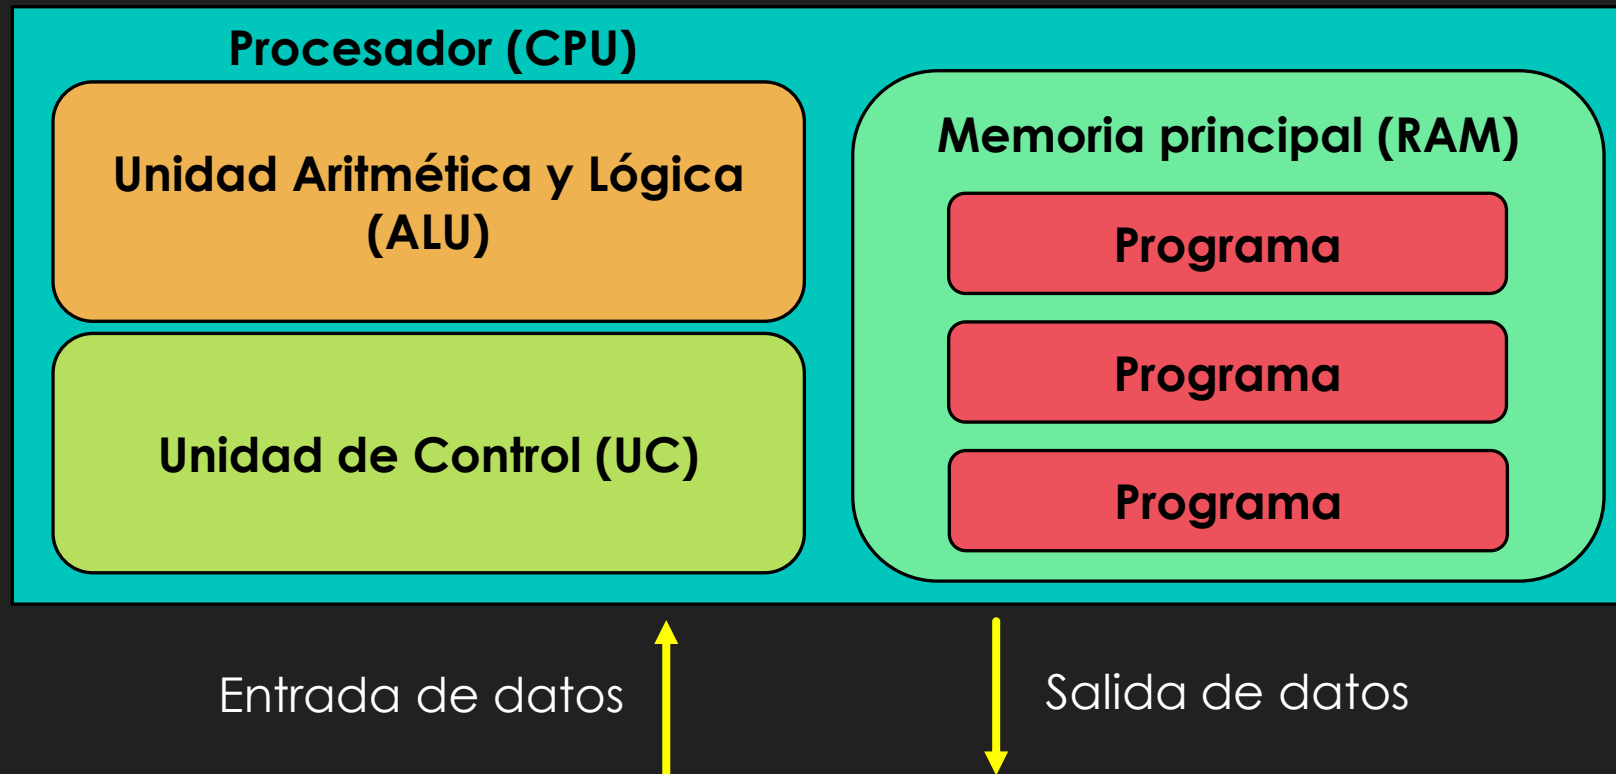 Procesador (CPU)
Unidad Aritmética y Lógica
(ALU)
Unidad de Control (UC)
Memoria principal (RAM)
Programa
Programa
Programa
Entrada de datos
Salida de datos